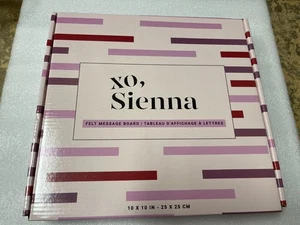 xo,
Sienna
FELT MESSAGE BOARD | TABLEAU D'AFFICHAGE À LETTRES
10 X 10 IN - 25 X 25 CM